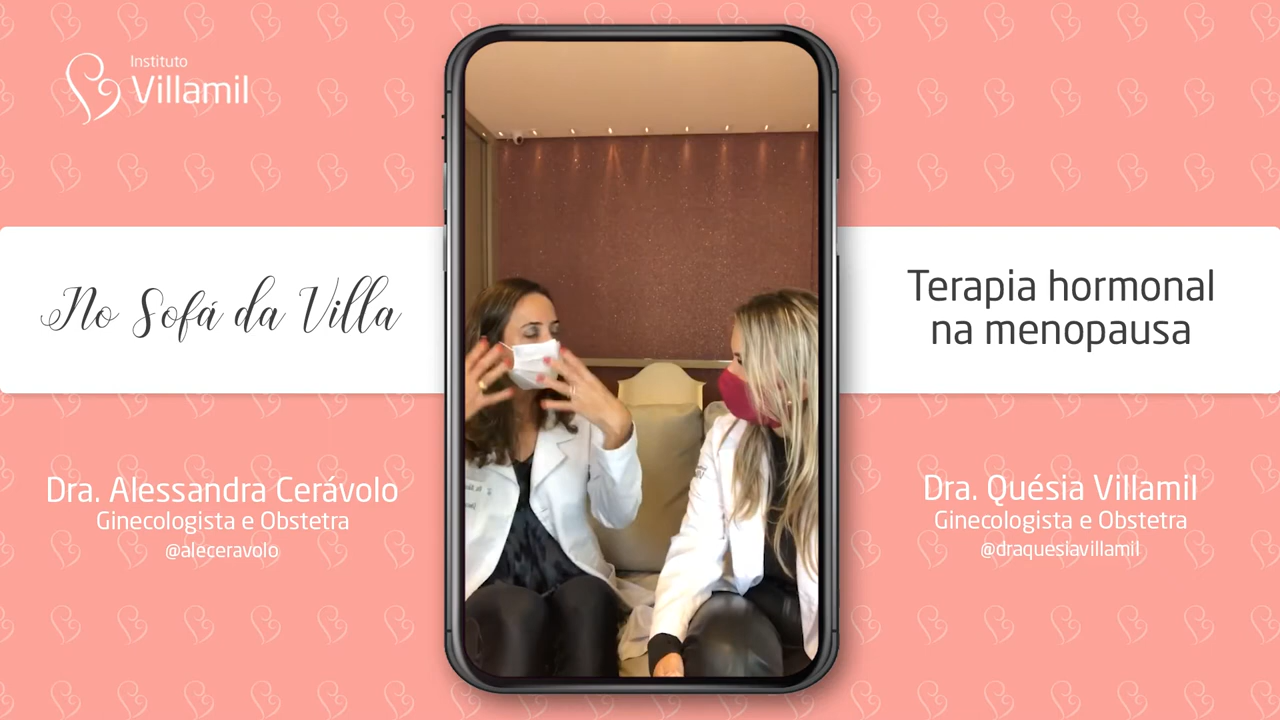 Instituto
Villamil
No Sofá da Villa
Terapia hormonal
na menopausa
Dra. Alessandra Cerávolo
Ginecologista e Obstetra
@aleceravolo
Dra. Quésia Villamil
Ginecologista e Obstetra
@draquesiavillamil